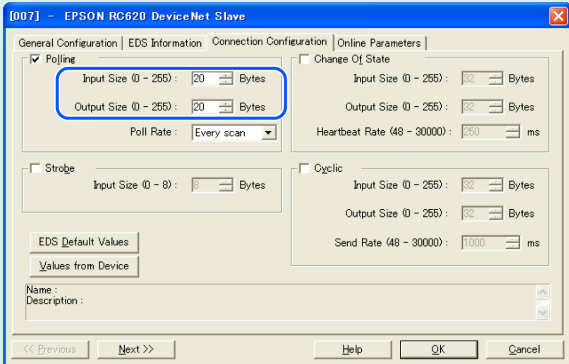 [007] - EPSON RC620 DeviceNet Slave
General Configuration EDS Information Connection Configuration Online Parameters
Polling
Input Size (0 - 255) : 20 Bytes
Output Size (0 - 255) : 20 Bytes
Poll Rate : Every scan
Change Of State
Input Size (0 - 255) : 32 Bytes
Output Size (0 - 255) : 32 Bytes
Heartbeat Rate (48 - 30000) : 250 ms
Strobe
Input Size (0 - 8) : 8 Bytes
Cyclic
Input Size (0 - 255) : 32 Bytes
Output Size (0 - 255) : 32 Bytes
Send Rate (48 - 30000) : 1000 ms
EDS Default Values
Values from Device
Name :
Description :
<< Previous Next >> Help OK Cancel